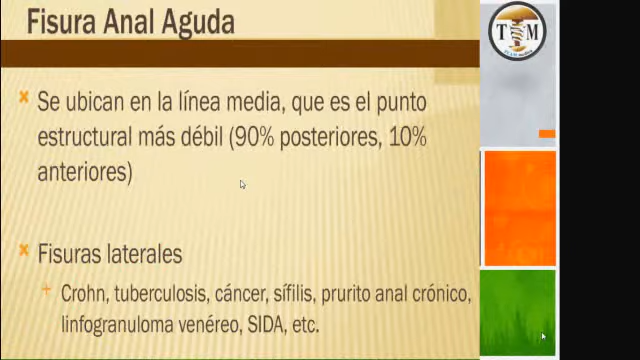 Fisura Anal Aguda
Se ubican en la línea media, que es el punto
estructural más débil (90% posteriores, 10%
anteriores)
Fisuras laterales
Crohn, tuberculosis, cáncer, sífilis, prurito anal crónico,
linfogranuloma venéreo, SIDA, etc.
T M